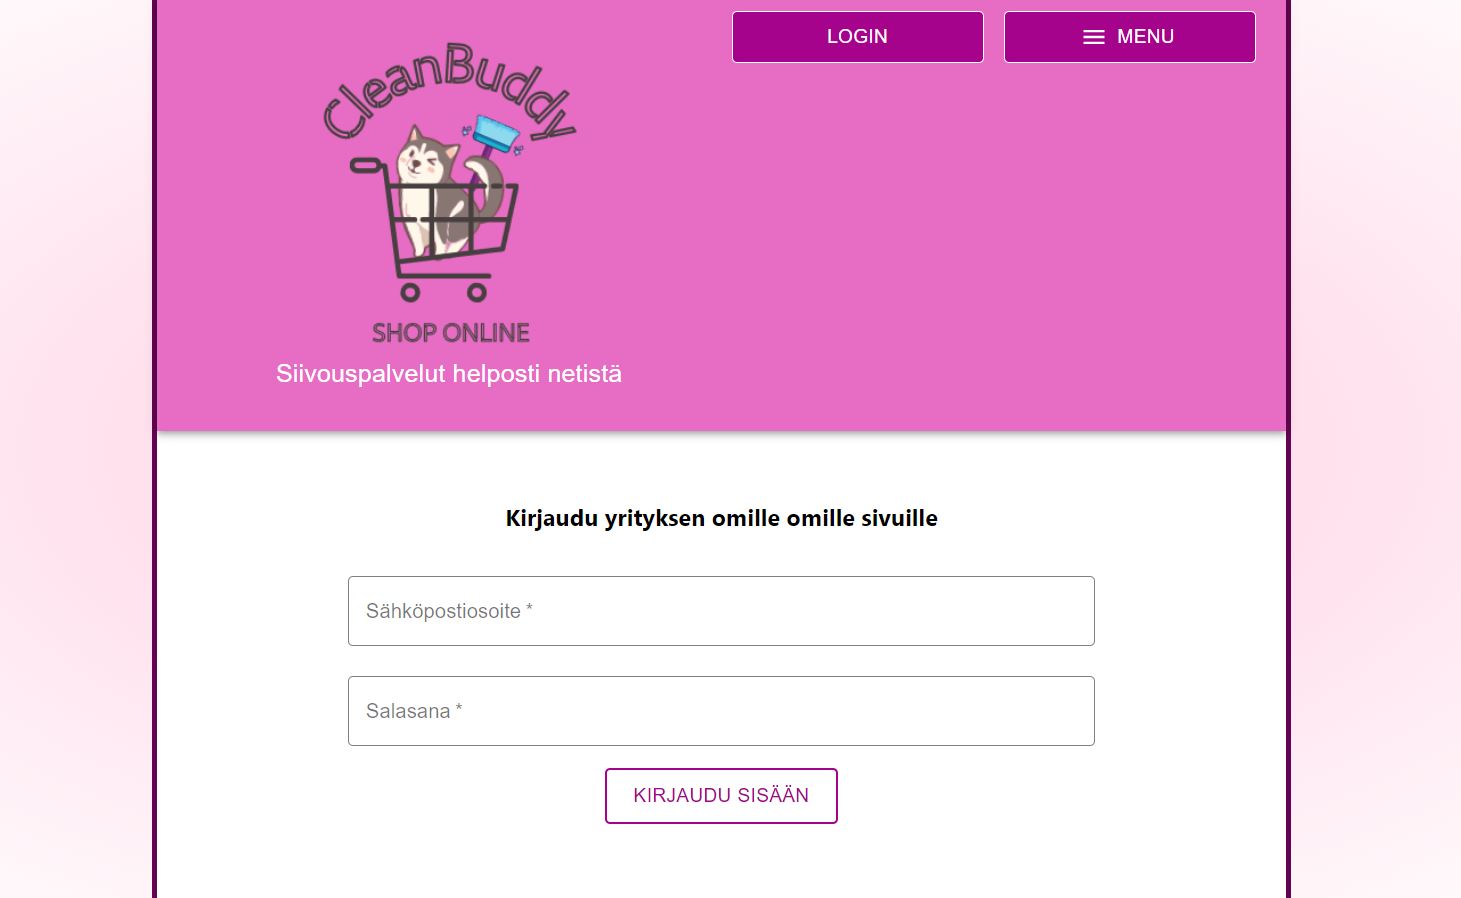 LOGIN
MENU
CleanBuddy
SHOP ONLINE
Siivouspalvelut helposti netistä
Kirjaudu yrityksen omille omille sivuille
Sähköpostiosoite *
Salasana *
KIRJAUDU SISÄÄN